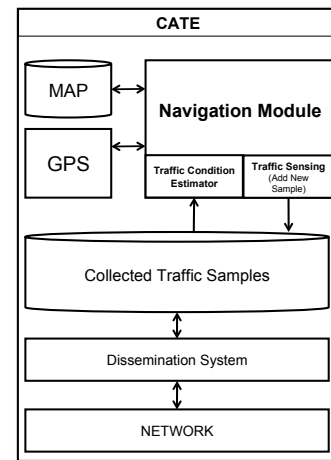 CATE
MAP
GPS
Navigation Module
Traffic Condition
Estimator
Traffic Sensing
(Add New
Sample)
Collected Traffic Samples
Dissemination System
NETWORK